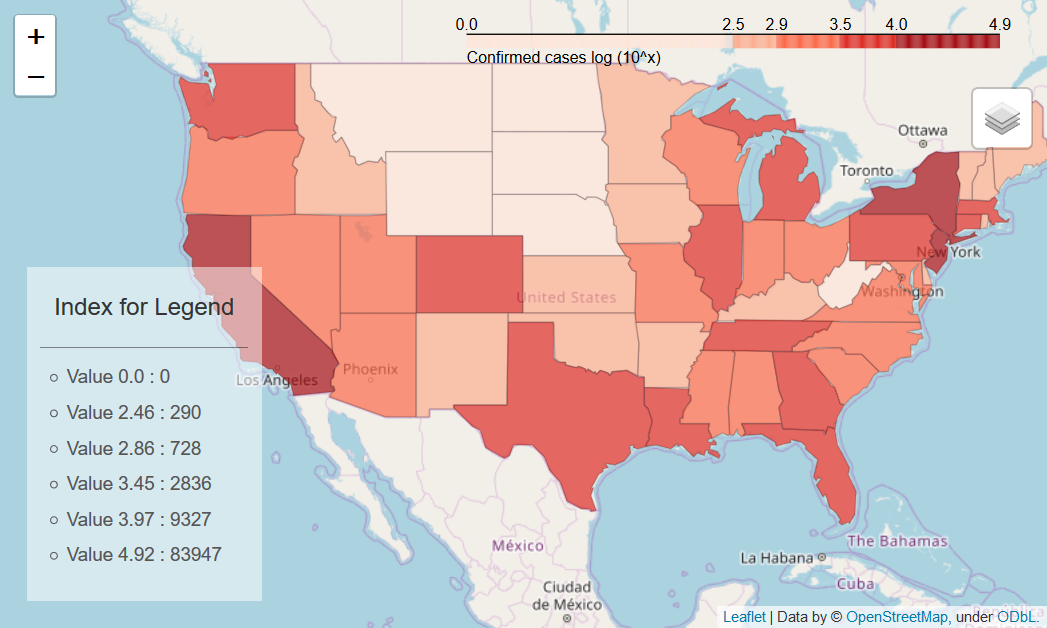 +
−
0.0 2.5 2.9 3.5 4.0 4.9
Confirmed cases log (10^x)
Ottawa
Toronto
New York
Washington
United States
Phoenix
Los Angeles
Index for Legend
Value 0.0 : 0
Value 2.46 : 290
Value 2.86 : 728
Value 3.45 : 2836
Value 3.97 : 9327
Value 4.92 : 83947
México
Ciudad
de México
The Bahamas
La Habana
Cuba
Leaflet | Data by © OpenStreetMap, under ODbL.